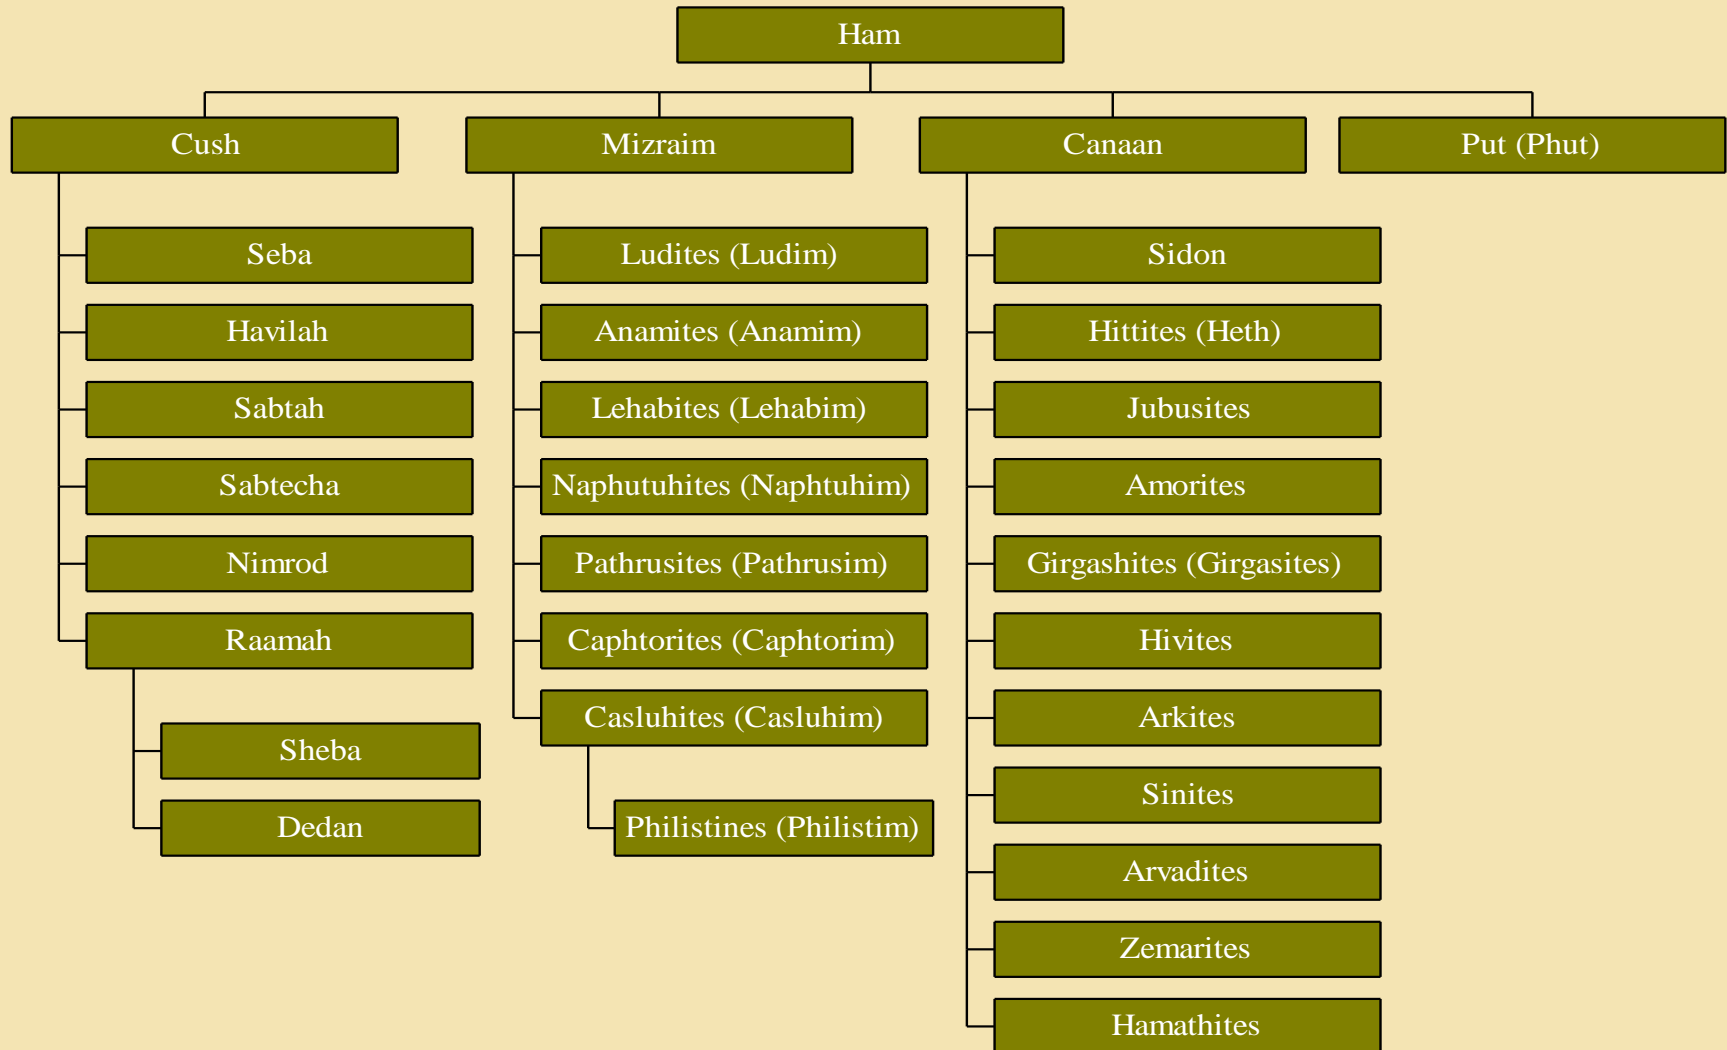 Ham
Cush
Mizraim
Canaan
Put (Phut)
Seba
Havilah
Sabtah
Sabtecha
Nimrod
Raamah
Sheba
Dedan
Ludites (Ludim)
Anamites (Anamim)
Lehabites (Lehabim)
Naphutuhites (Naphtuhim)
Pathrusites (Pathrusim)
Caphtorites (Caphtorim)
Casluhites (Casluhim)
Philistines (Philistim)
Sidon
Hittites (Heth)
Jubusites
Amorites
Girgashites (Girgasites)
Hivites
Arkites
Sinites
Arvadites
Zemarites
Hamathites